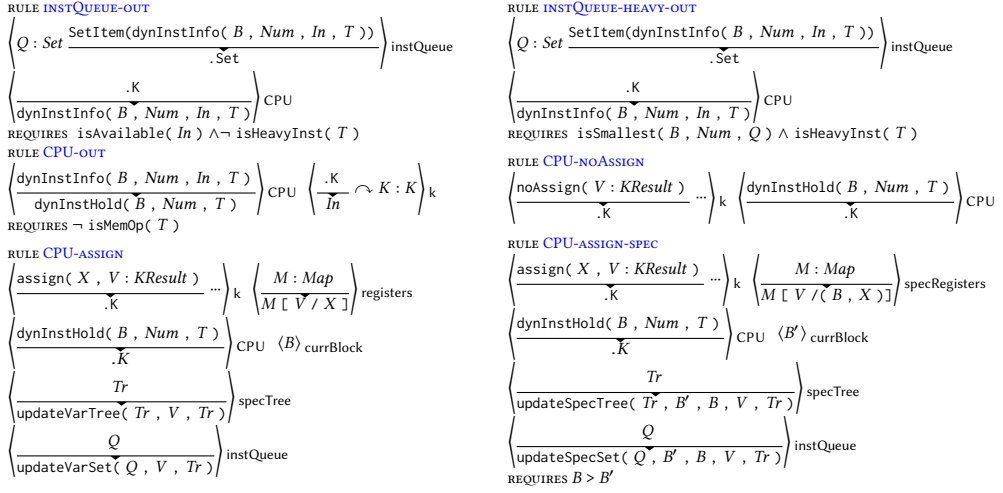 RULE INSTQUEUE-OUT
Q : Set SetItem(dynInstInfo( B , Num , In , T ))
.Set
instQueue
.K
dynInstInfo( B , Num , In , T )
CPU
REQUIRES isAvailable( In ) ∧¬ isHeavyInst( T )
RULE CPU-OUT
dynInstInfo( B , Num , In , T )
dynInstHold( B , Num , T )
CPU
.K
In
↷ K : K
k
REQUIRES ¬ isMemOp( T )
RULE CPU-ASSIGN
assign( X , V : KResult )
.K
...
k
M : Map
M [ V / X ]
registers
dynInstHold( B , Num , T )
.K
CPU ⟨B⟩ currBlock
Tr
updateVarTree( Tr , V , Tr )
specTree
Q
updateVarSet( Q , V , Tr )
instQueue
RULE INSTQUEUE-HEAVY-OUT
Q : Set SetItem(dynInstInfo( B , Num , In , T ))
.Set
instQueue
.K
dynInstInfo( B , Num , In , T )
CPU
REQUIRES isSmallest( B , Num , Q ) ∧ isHeavyInst( T )
RULE CPU-NOASSIGN
noAssign( V : KResult )
.K
...
k
dynInstHold( B , Num , T )
.K
CPU
RULE CPU-ASSIGN-SPEC
assign( X , V : KResult )
.K
...
k
M : Map
M [ V /( B , X )]
specRegisters
dynInstHold( B , Num , T )
.K
CPU ⟨B′⟩ currBlock
Tr
updateSpecTree( Tr , B′ , B , V , Tr )
specTree
Q
updateSpecSet( Q , B′ , B , V , Tr )
instQueue
REQUIRES B > B′